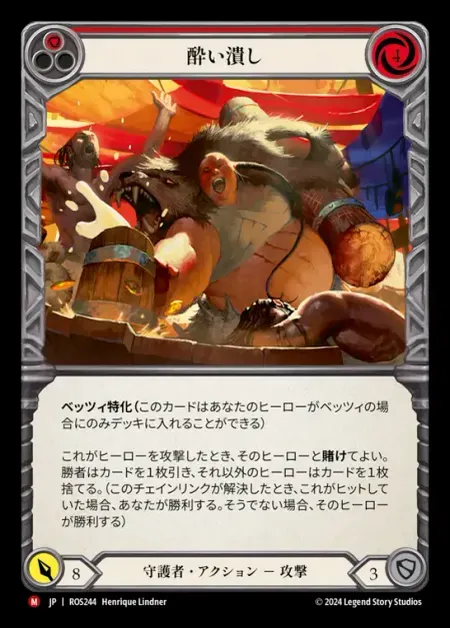 酔い潰し
4
ベッツィ特化(このカードはあなたのヒーローがベッツィの場
合にのみデッキに入れることができる)
これがヒーローを攻撃したとき、そのヒーローと賭けてよい。
勝者はカードを1枚引き、それ以外のヒーローはカードを1枚
捨てる。(このチェインリンクが解決したとき、これがヒットしてい
た場合、あなたが勝利する。そうでない場合、そのヒーロー
が勝利する)
8
守護者・アクション － 攻撃
3
M JP | ROS244 Henrique Lindner
© 2024 Legend Story Studios